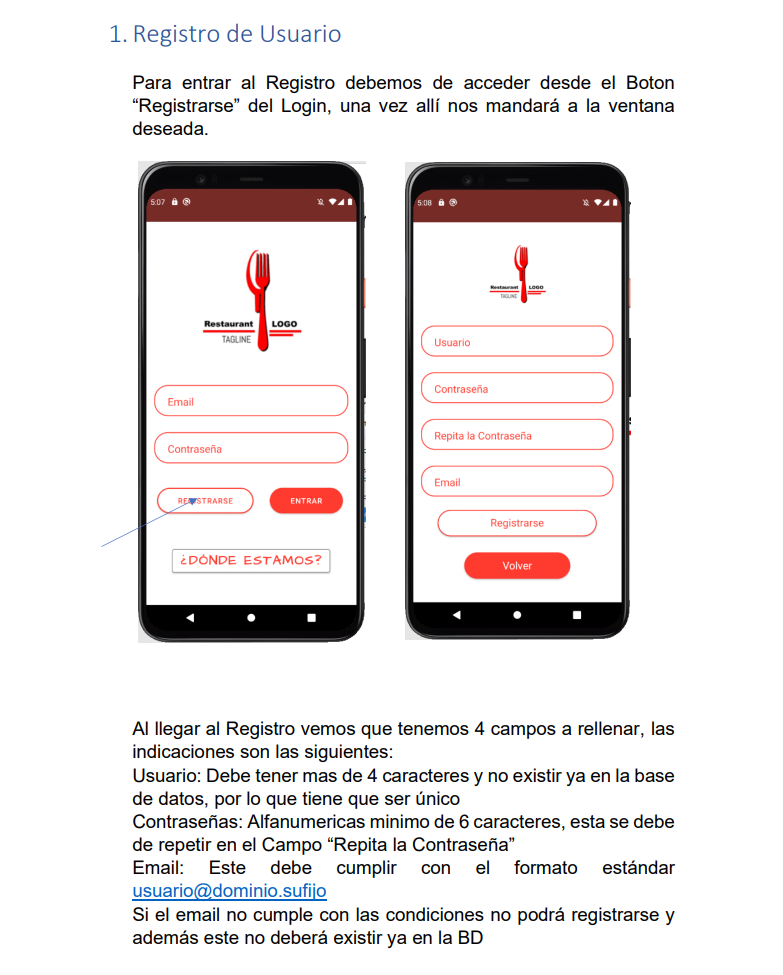 1. Registro de Usuario
Para entrar al Registro debemos de acceder desde el Boton
“Registrarse” del Login, una vez allí nos mandará a la ventana
deseada.
5:07
Restaurant LOGO
TAGLINE
Email
Contraseña
REGISTRARSE ENTRAR
¿DÓNDE ESTAMOS?
5:08
Restaurant LOGO
TAGLINE
Usuario
Contraseña
Repita la Contraseña
Email
Registrarse
Volver
Al llegar al Registro vemos que tenemos 4 campos a rellenar, las
indicaciones son las siguientes:
Usuario: Debe tener mas de 4 caracteres y no existir ya en la base
de datos, por lo que tiene que ser único
Contraseñas: Alfanumericas minimo de 6 caracteres, esta se debe
de repetir en el Campo “Repita la Contraseña”
Email: Este debe cumplir con el formato estándar
usuario@dominio.sufijo
Si el email no cumple con las condiciones no podrá registrarse y
además este no deberá existir ya en la BD